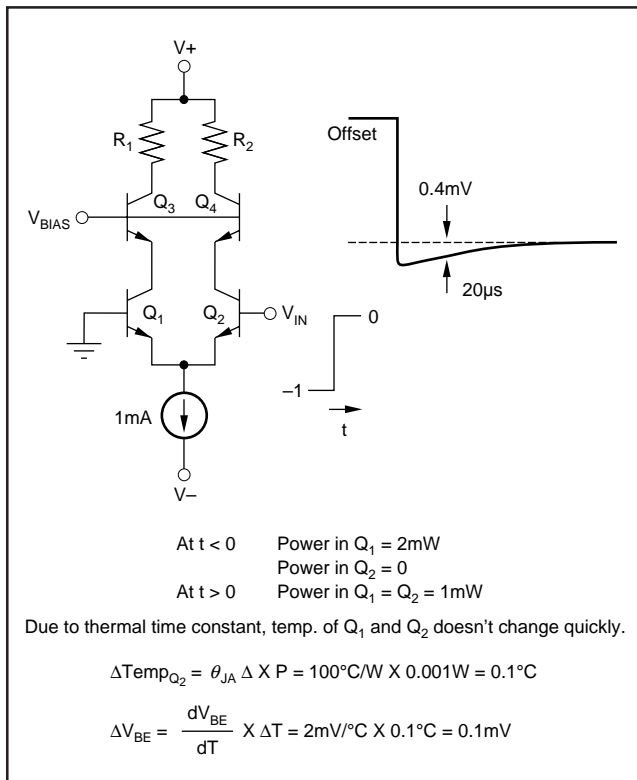 V+
R1 R2
Offset
Q3 Q4
VBIAS
0.4mV
20µs
Q1 Q2 VIN
0
–1
t
1mA
V–
At t < 0 Power in Q1 = 2mW
Power in Q2 = 0
At t > 0 Power in Q1 = Q2 = 1mW
Due to thermal time constant, temp. of Q1 and Q2 doesn't change quickly.
∆TempQ2 = θJA ∆ X P = 100°C/W X 0.001W = 0.1°C
∆VBE = dVBE/dT X ∆T = 2mV/°C X 0.1°C = 0.1mV